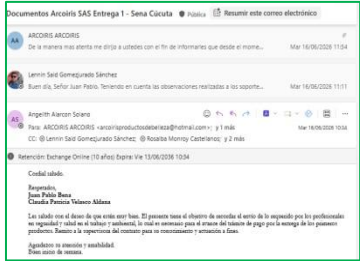 Documentos Arcoiris SAS Entrega 1 - Sena Cúcuta Pública Resumir este correo electrónico
AA ARCOIRIS ARCOIRIS
De la manera mas atenta me dirijo a ustedes con el fin de informarles que desde el mome... Mar 16/06/2026 11:34
Lennin Said Gomezjurado Sánchez
Buen día, Señor Juan Pablo. Teniendo en cuenta las observaciones realizadas a los soporte... Mar 16/06/2026 11:11
AS Angelith Alarcon Solano
Para: ARCOIRIS ARCOIRIS <arcoirisproductosdebelleza@hotmail.com>; y 1 más Mar 16/06/2026 10:34
CC: Lennin Said Gomezjurado Sánchez; Rosalba Monroy Castellanos; y 2 más
Retención: Exchange Online (10 años) Expira: Vie 13/06/2036 10:34
Cordial saludo.
Respetados,
Juan Pablo Bena
Claudia Patricia Velasco Aldana
Les saludo con el deseo de que estén muy bien. El presente tiene el objetivo de recordar el envío de lo requerido por los profesionales
en seguridad y salud en el trabajo y ambiental, lo cual es necesario para el avance del trámite de pago por la entrega de los primeros
productos. Remito a la supervisora del contrato para su conocimiento y actuación a fines.
Agradezco su atención y amabilidad.
Buen inicio de semana.